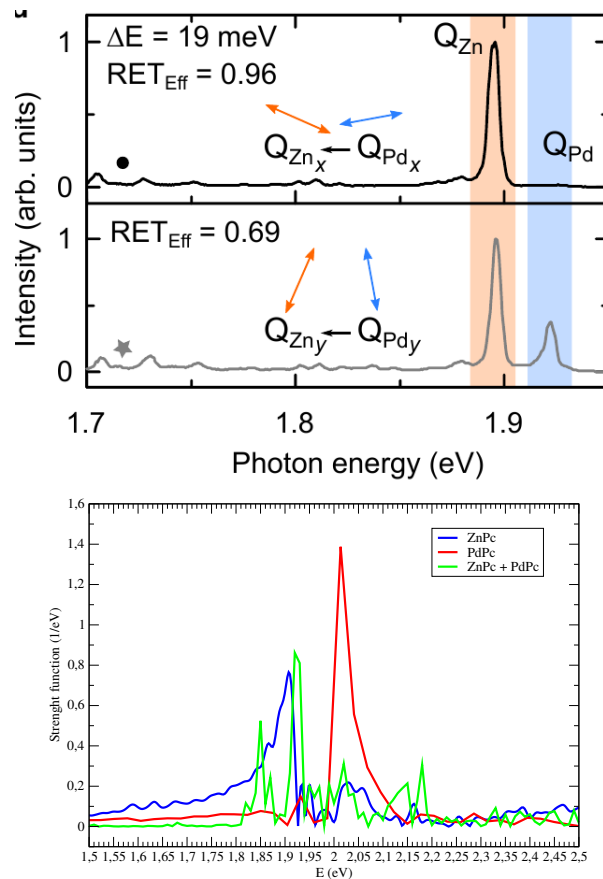 ΔE = 19 meV
RET_Eff = 0.96
Q_Zn
Q_Pd
Q_Zn_x ← Q_Pd_x
1
0
RET_Eff = 0.69
Q_Zn_y ← Q_Pd_y
1
0
Intensity (arb. units)
1.7 1.8 1.9
Photon energy (eV)
1,6
1,4
1,2
1
0,8
0,6
0,4
0,2
0
Strenght function (1/eV)
ZnPc
PdPc
ZnPc + PdPc
1,5 1,55 1,6 1,65 1,7 1,75 1,8 1,85 1,9 1,95 2 2,05 2,1 2,15 2,2 2,25 2,3 2,35 2,4 2,45 2,5
E (eV)